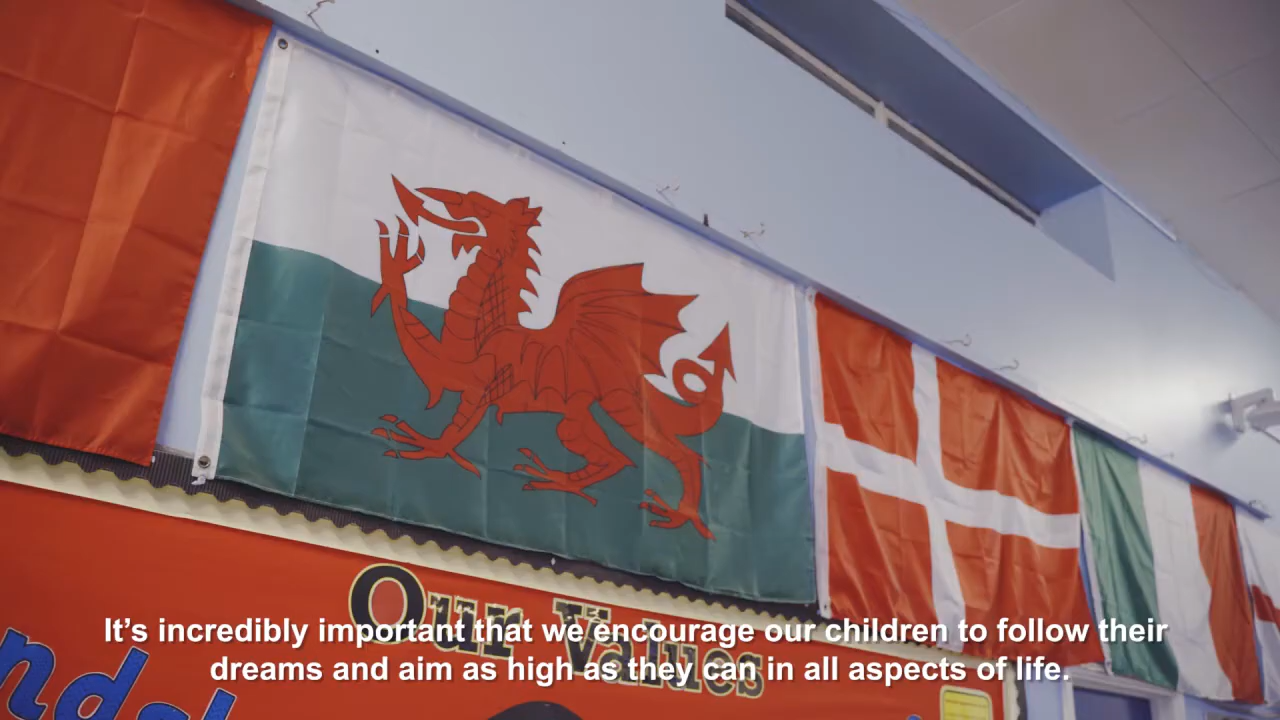 Our Values
It's incredibly important that we encourage our children to follow their
dreams and aim as high as they can in all aspects of life.